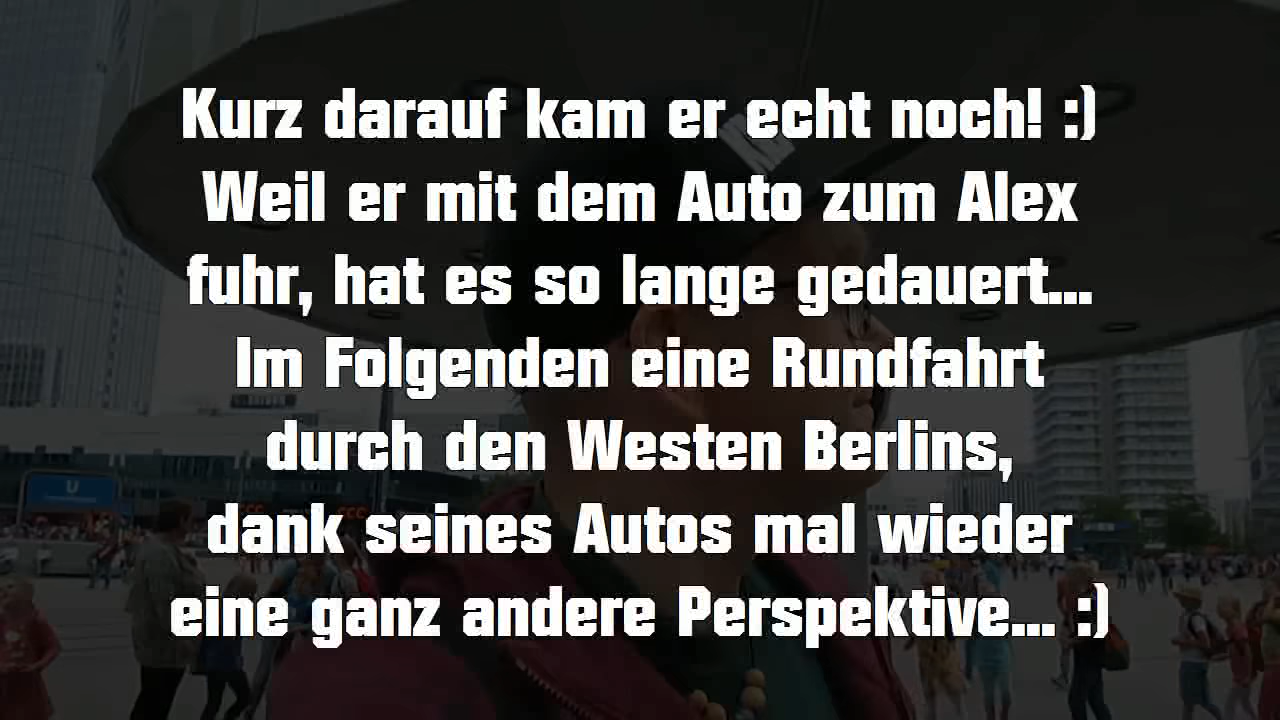 Kurz darauf kam er echt noch! :)
Weil er mit dem Auto zum Alex
fuhr, hat es so lange gedauert...
Im Folgenden eine Rundfahrt
durch den Westen Berlins,
dank seines Autos mal wieder
eine ganz andere Perspektive... :)
U